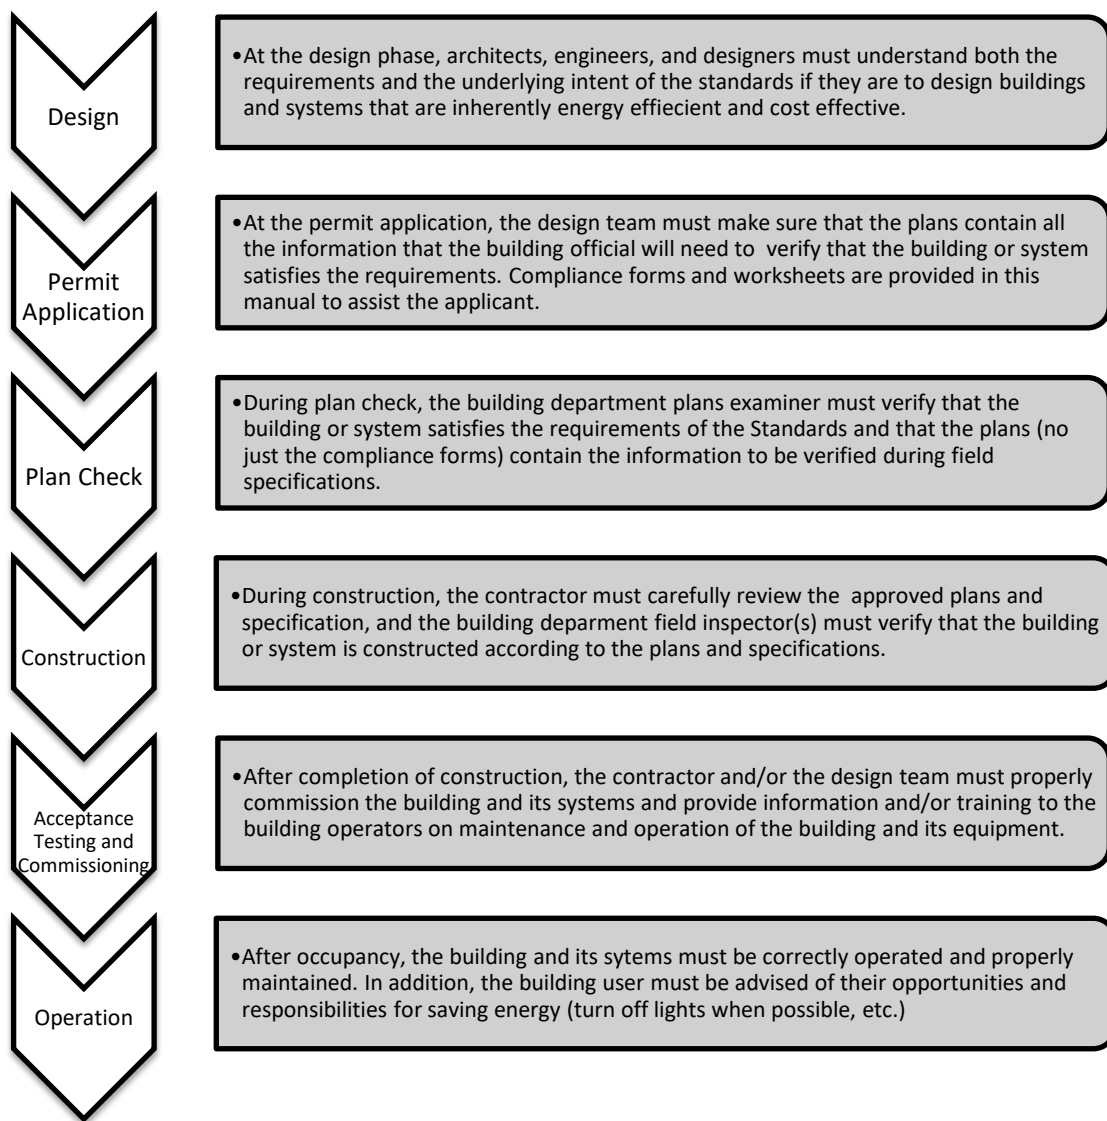 Design
•At the design phase, architects, engineers, and designers must understand both the
requirements and the underlying intent of the standards if they are to design buildings
and systems that are inherently energy effiecient and cost effective.
Permit
Application
•At the permit application, the design team must make sure that the plans contain all
the information that the building official will need to  verify that the building or system
satisfies the requirements. Compliance forms and worksheets are provided in this
manual to assist the applicant.
Plan Check
•During plan check, the building department plans examiner must verify that the
building or system satisfies the requirements of the Standards and that the plans (no
just the compliance forms) contain the information to be verified during field
specifications.
Construction
•During construction, the contractor must carefully review the  approved plans and
specification, and the building deparment field inspector(s) must verify that the building
or system is constructed according to the plans and specifications.
Acceptance
Testing and
Commissioning
•After completion of construction, the contractor and/or the design team must properly
commission the building and its systems and provide information and/or training to the
building operators on maintenance and operation of the building and its equipment.
Operation
•After occupancy, the building and its sytems must be correctly operated and properly
maintained. In addition, the building user must be advised of their opportunities and
responsibilities for saving energy (turn off lights when possible, etc.)